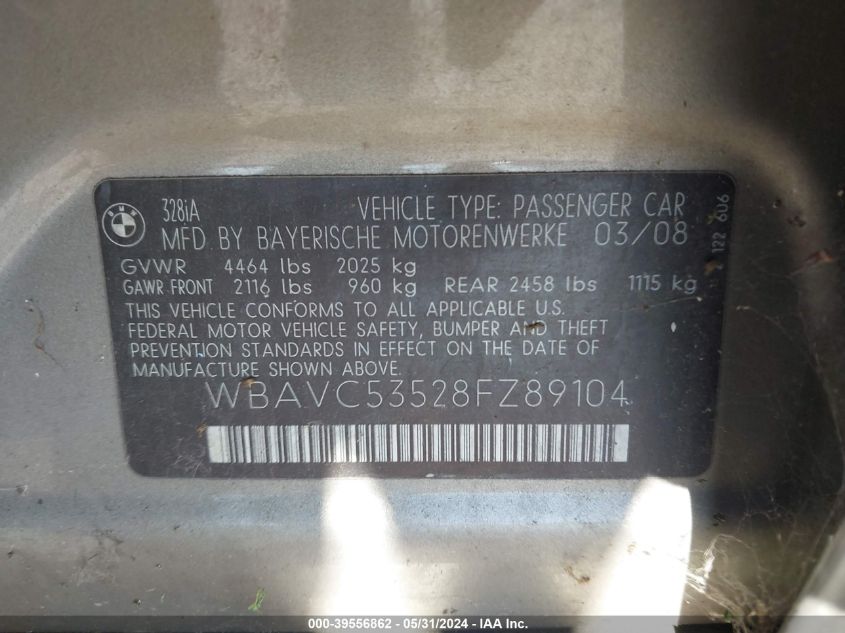 BMW
328iA VEHICLE TYPE: PASSENGER CAR
MFD BY BAYERISCHE MOTORENWERKE 03/08
GVWR 4464 lbs 2025 kg
GAWR FRONT 2116 lbs 960 kg REAR 2458 lbs 1115 kg
THIS VEHICLE CONFORMS TO ALL APPLICABLE U.S.
FEDERAL MOTOR VEHICLE SAFETY, BUMPER AND THEFT
PREVENTION STANDARDS IN EFFECT ON THE DATE OF
MANUFACTURE SHOWN ABOVE.
WBAVC53528FZ89104
122 6U6
000-39556862 - 05/31/2024 - IAA Inc.